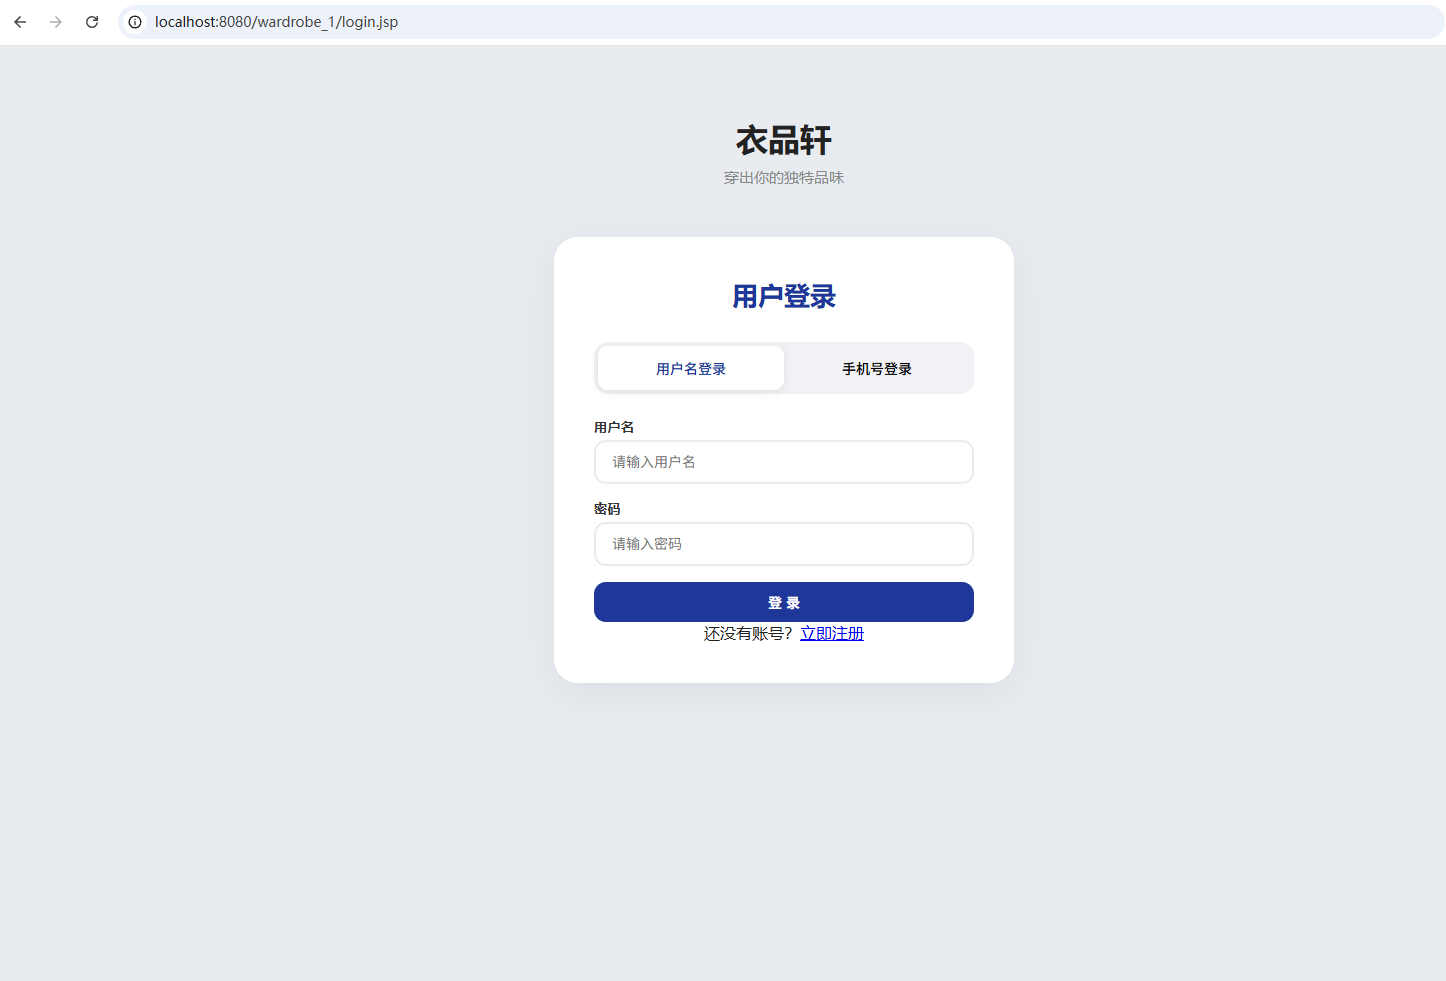 localhost:8080/wardrobe_1/login.jsp
衣品轩
穿出你的独特品味
用户登录
用户名登录 手机号登录
用户名
请输入用户名
密码
请输入密码
登 录
还没有账号？立即注册